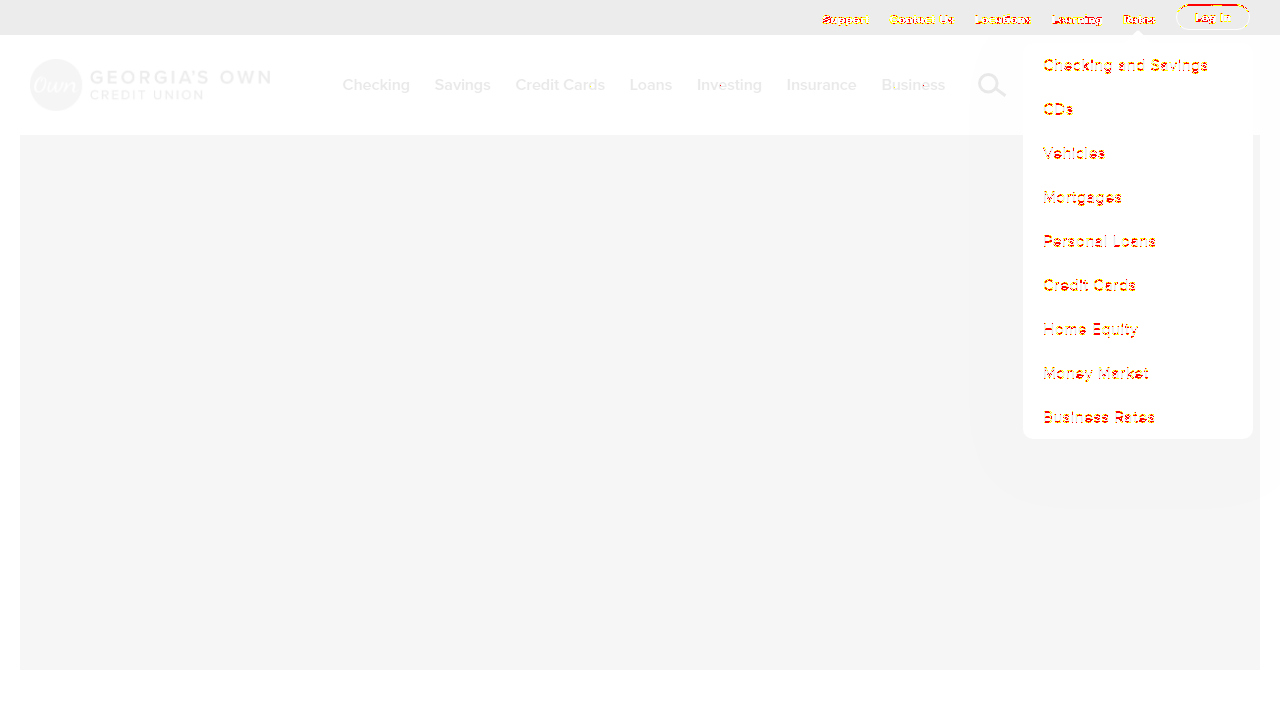 Support Contact Us Locations Learning Rates Log In
Own GEORGIA'S OWN
CREDIT UNION
Checking Savings Credit Cards Loans Investing Insurance Business
Checking and Savings
CDs
Vehicles
Mortgages
Personal Loans
Credit Cards
Home Equity
Money Market
Business Rates